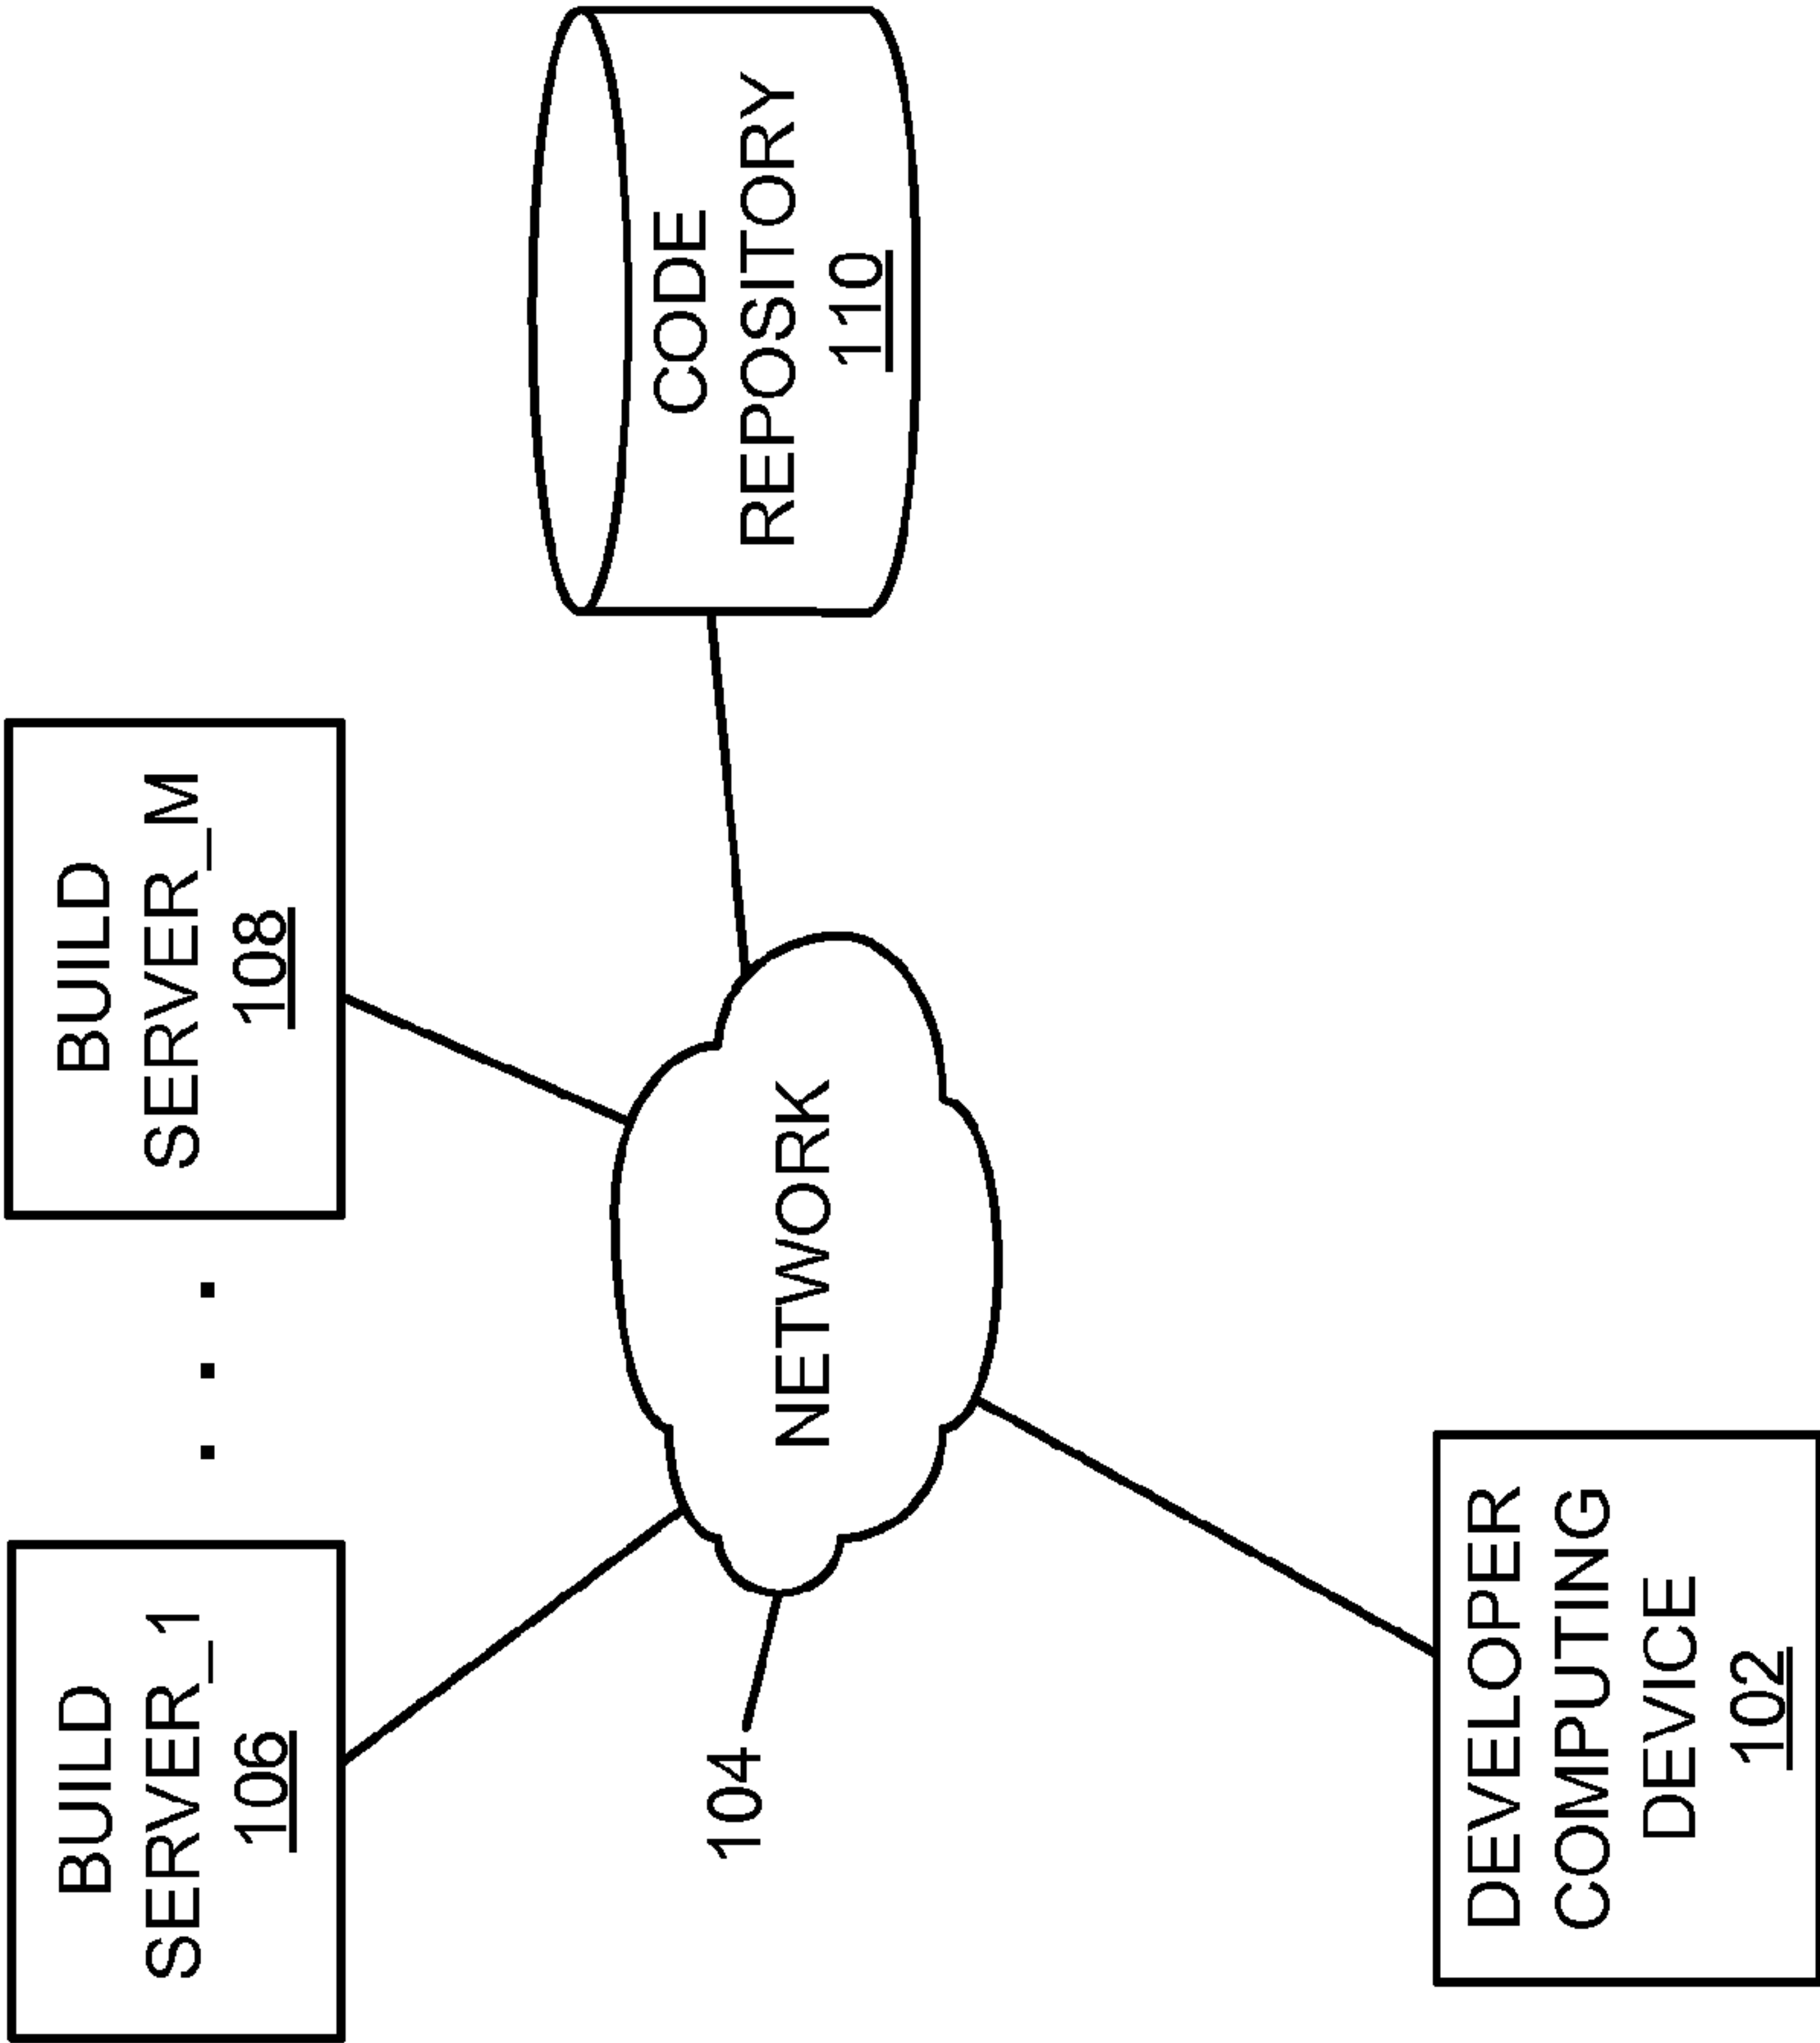 BUILD
SERVER_1
106
. . .
BUILD
SERVER_M
108
NETWORK
104
CODE
REPOSITORY
110
DEVELOPER
COMPUTING
DEVICE
102